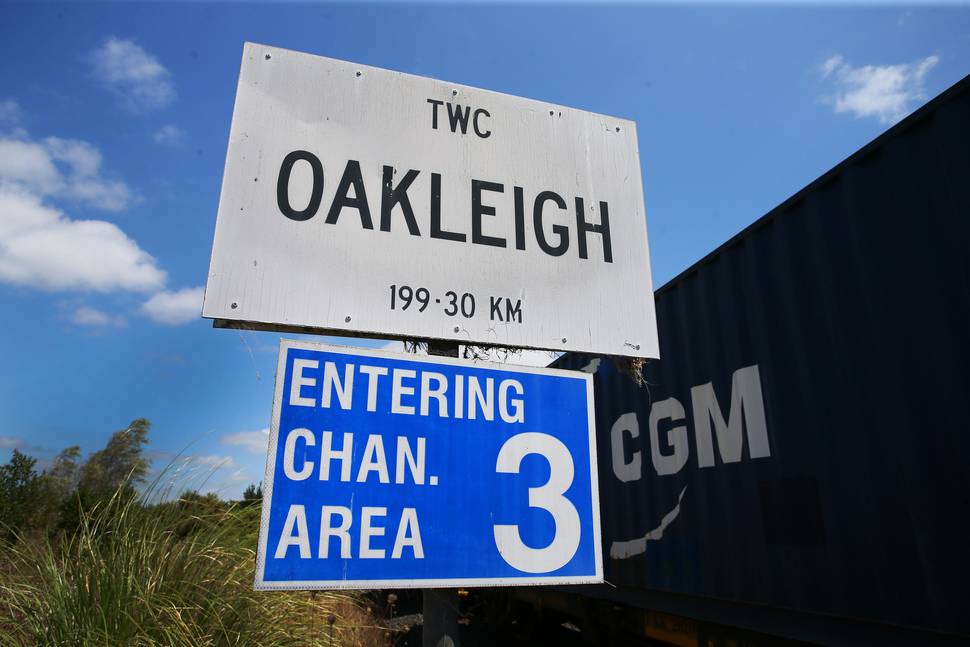 TWC
OAKLEIGH
199·30 KM
ENTERING
CHAN.
AREA 3
CGM